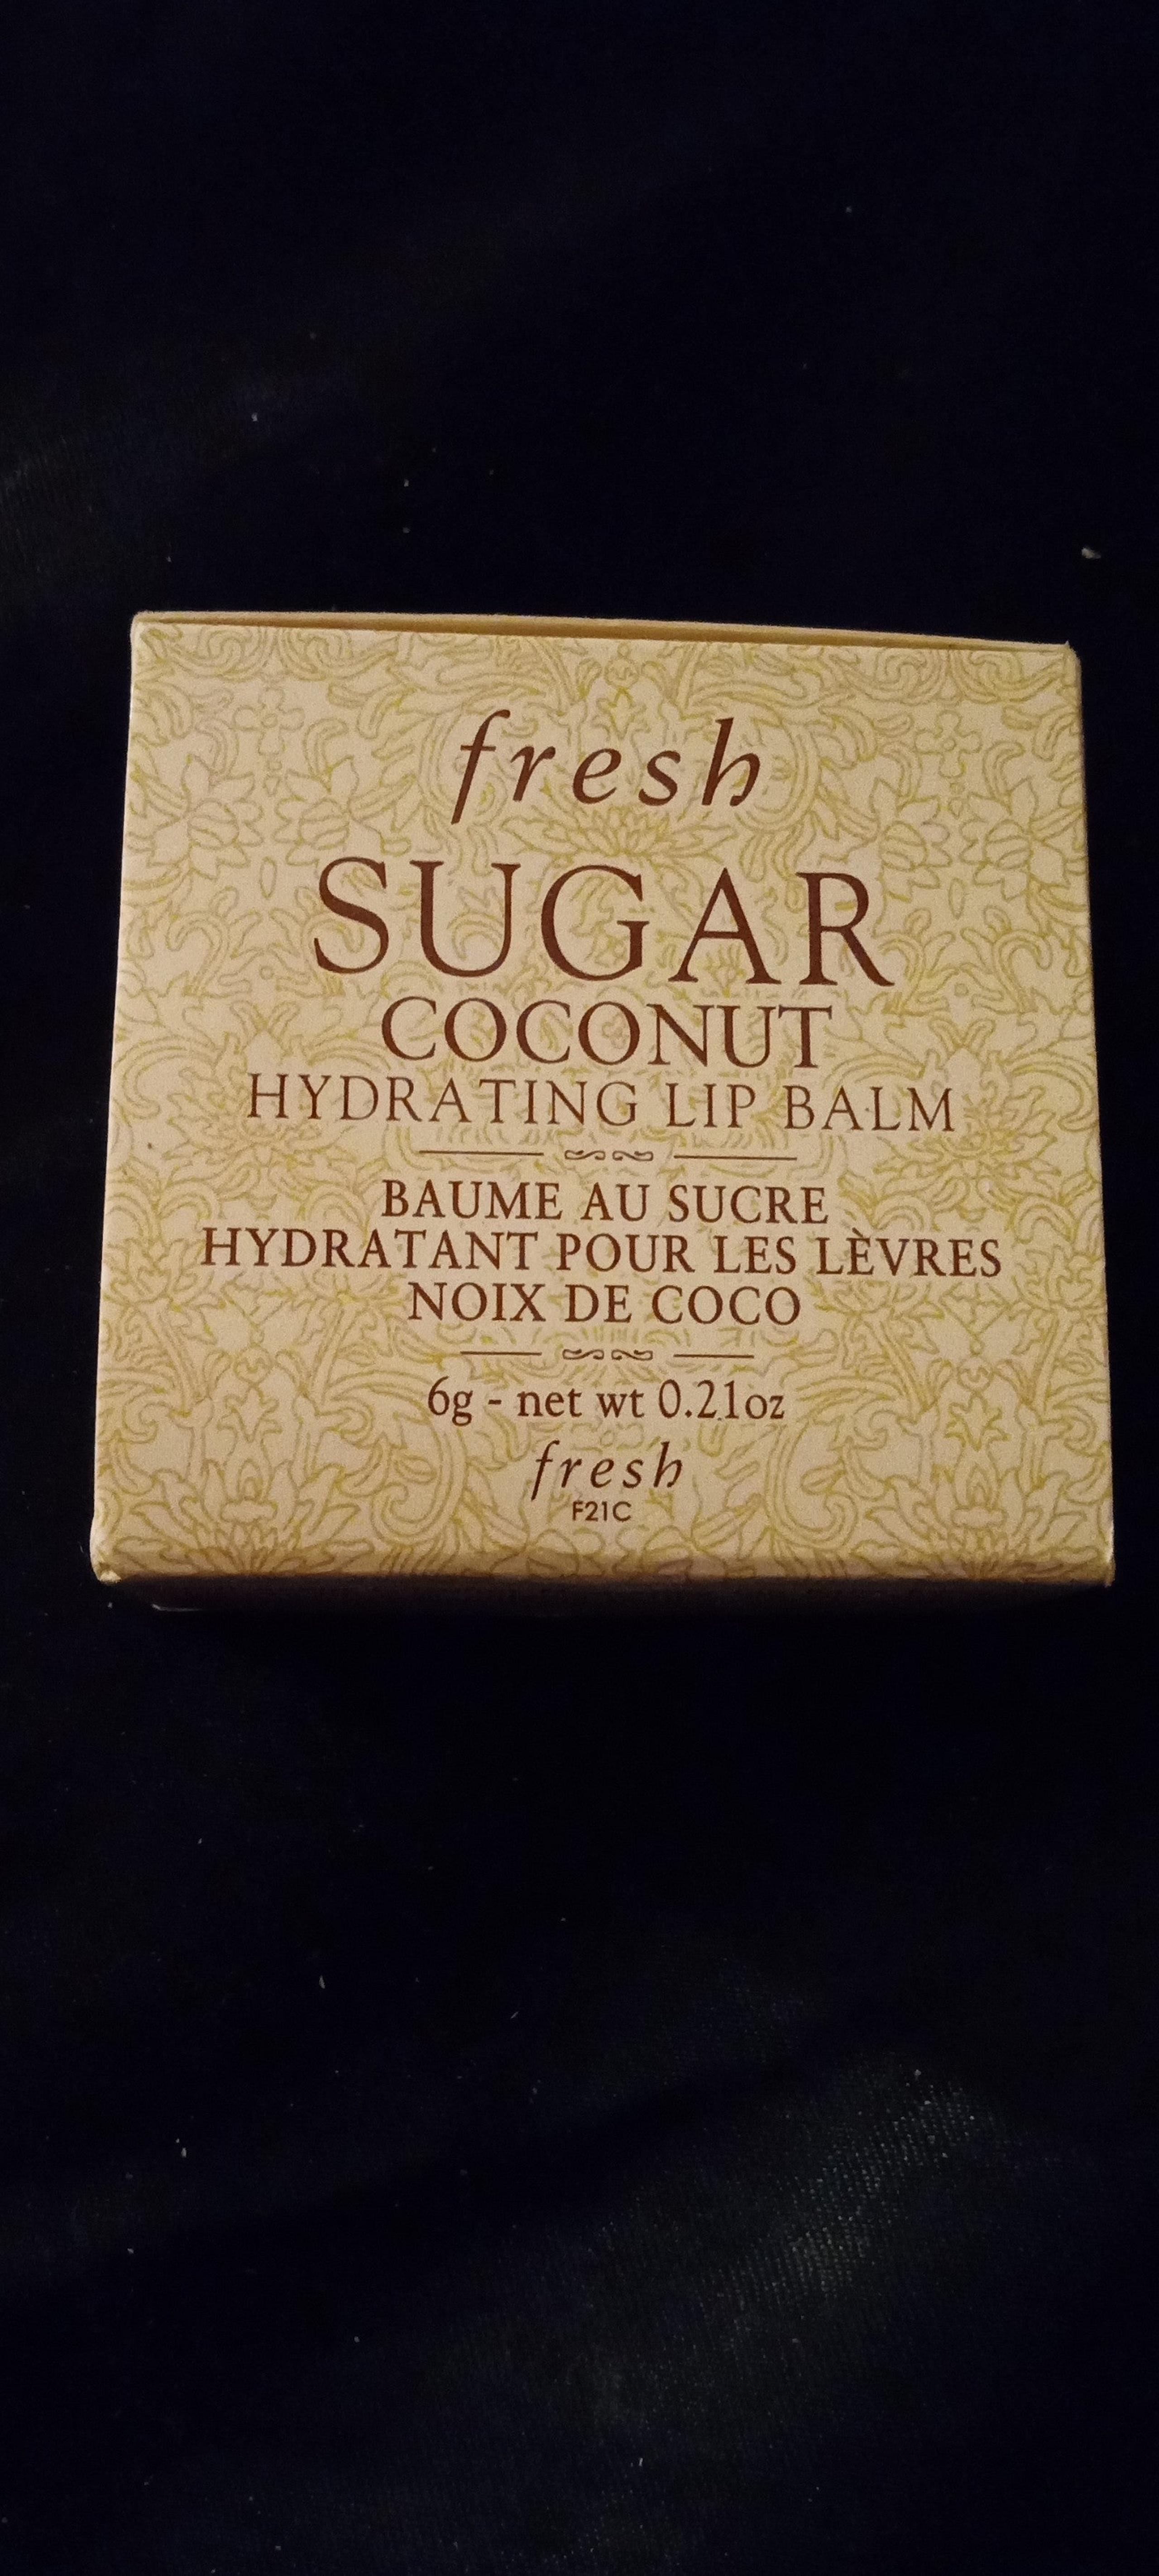 fresh
SUGAR
COCONUT
HYDRATING LIP BALM
BAUME AU SUCRE
HYDRATANT POUR LES LÈVRES
NOIX DE COCO
6g - net wt 0.21oz
fresh
F21C